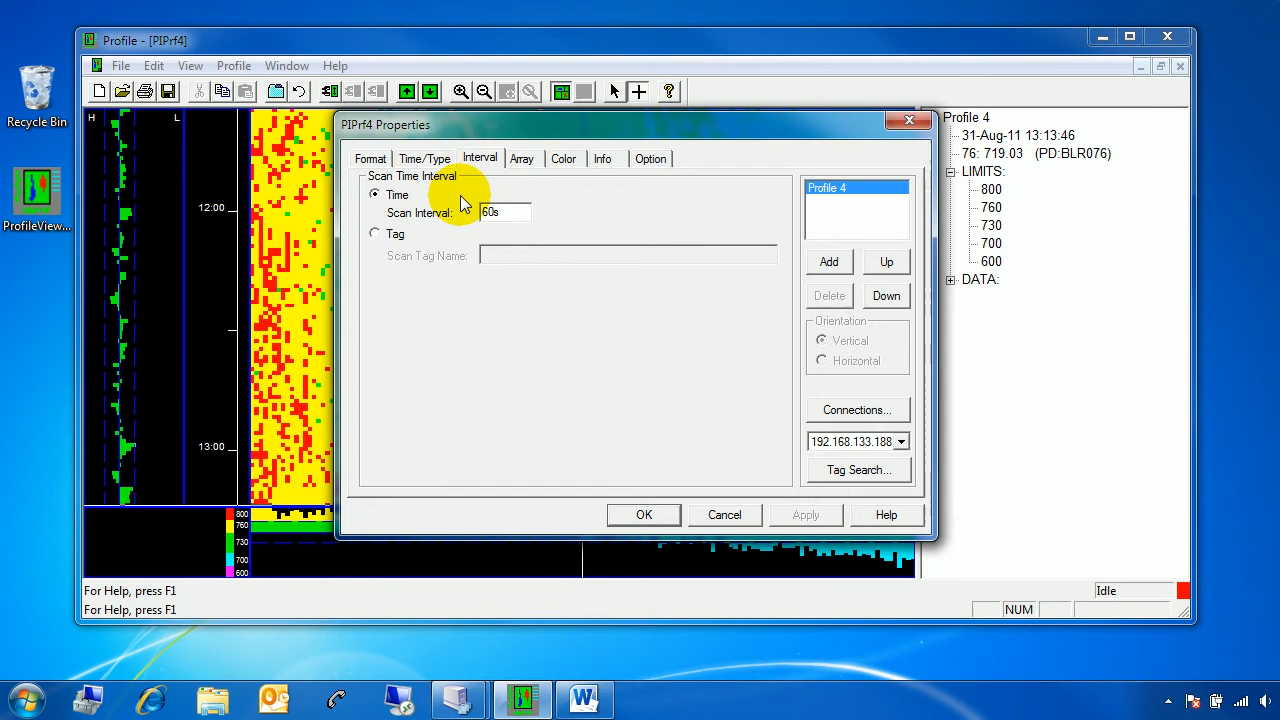 Recycle Bin
ProfileView...
Profile - [PIPrf4]
File Edit View Profile Window Help
H L
12:00
13:00
800
760
700
600
PIPrf4 Properties
Format Time/Type Interval Array Color Info Option
Scan Time Interval
Time
Scan Interval: 60s
Tag
Scan Tag Name:
Profile 4
Add Up
Delete Down
Orientation
Vertical
Horizontal
Connections...
192.168.133.188
Tag Search...
OK Cancel Apply Help
Profile 4
31-Aug-11 13:13:46
76: 719.03 (PD:BLR076)
LIMITS:
800
760
730
700
600
DATA:
For Help, press F1 Idle
For Help, press F1 NUM